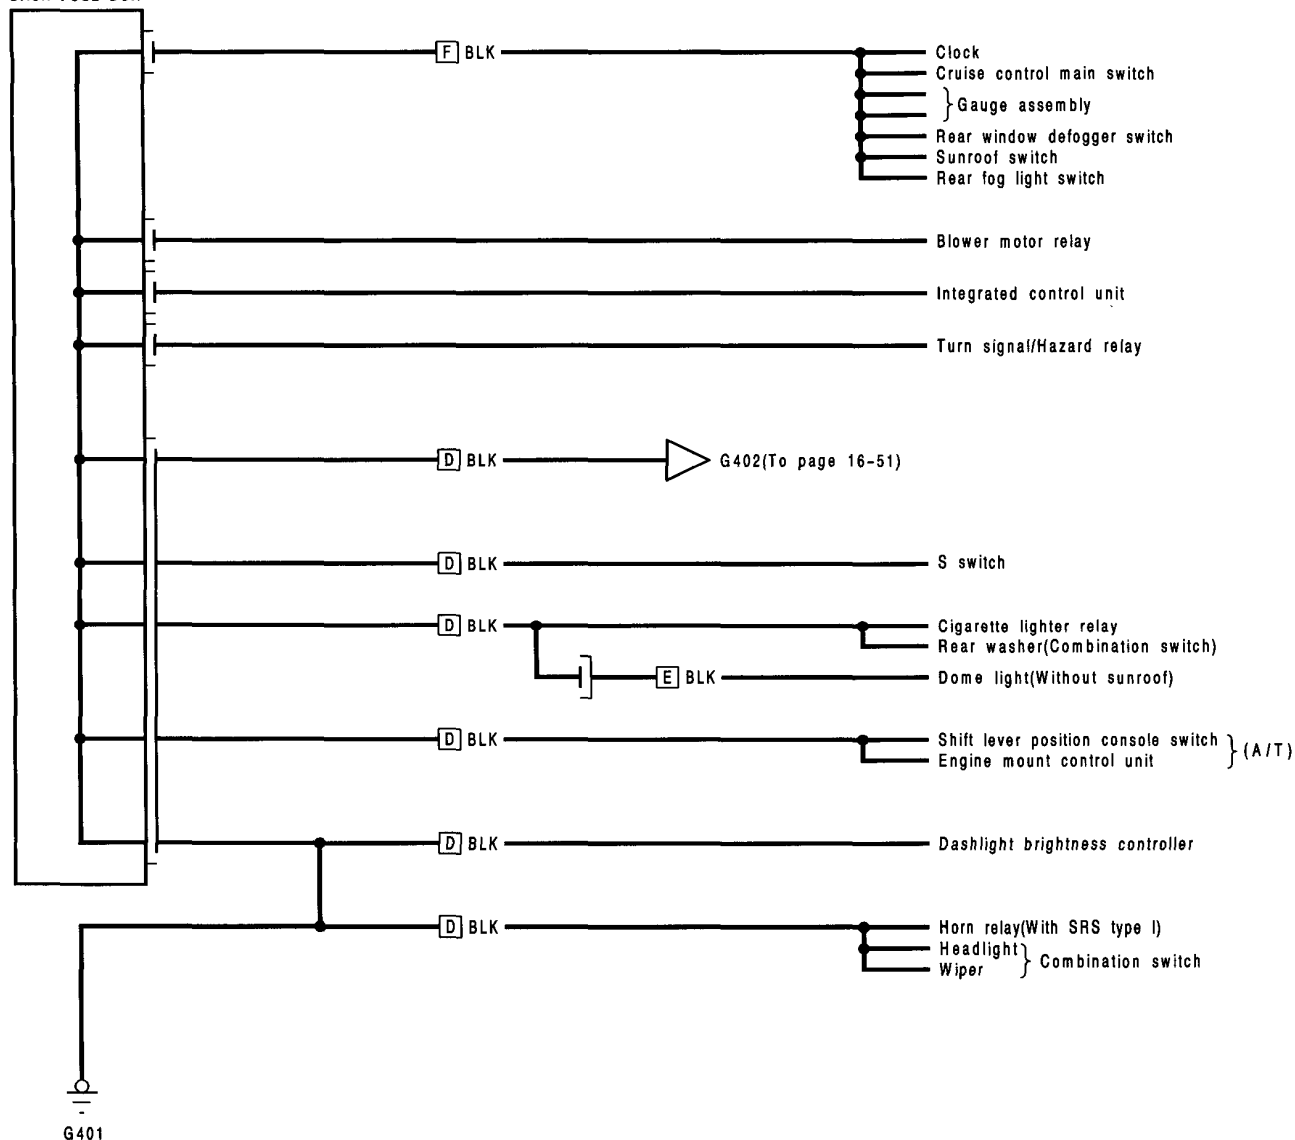 F BLK
Clock
Cruise control main switch
Gauge assembly
Rear window defogger switch
Sunroof switch
Rear fog light switch
Blower motor relay
Integrated control unit
Turn signal/Hazard relay
D BLK
G402(To page 16-51)
D BLK
S switch
D BLK
Cigarette lighter relay
Rear washer(Combination switch)
E BLK
Dome light(Without sunroof)
D BLK
Shift lever position console switch
(A/T)
Engine mount control unit
D BLK
Dashlight brightness controller
D BLK
Horn relay(With SRS type I)
Headlight
Combination switch
Wiper
G401